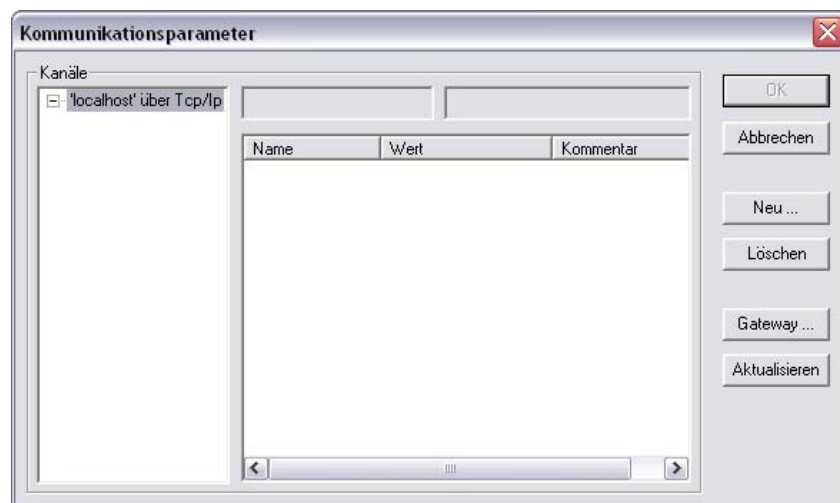 Kommunikationsparameter
Kanäle
'localhost' über Tcp/Ip
Name Wert Kommentar
OK
Abbrechen
Neu ...
Löschen
Gateway ...
Aktualisieren